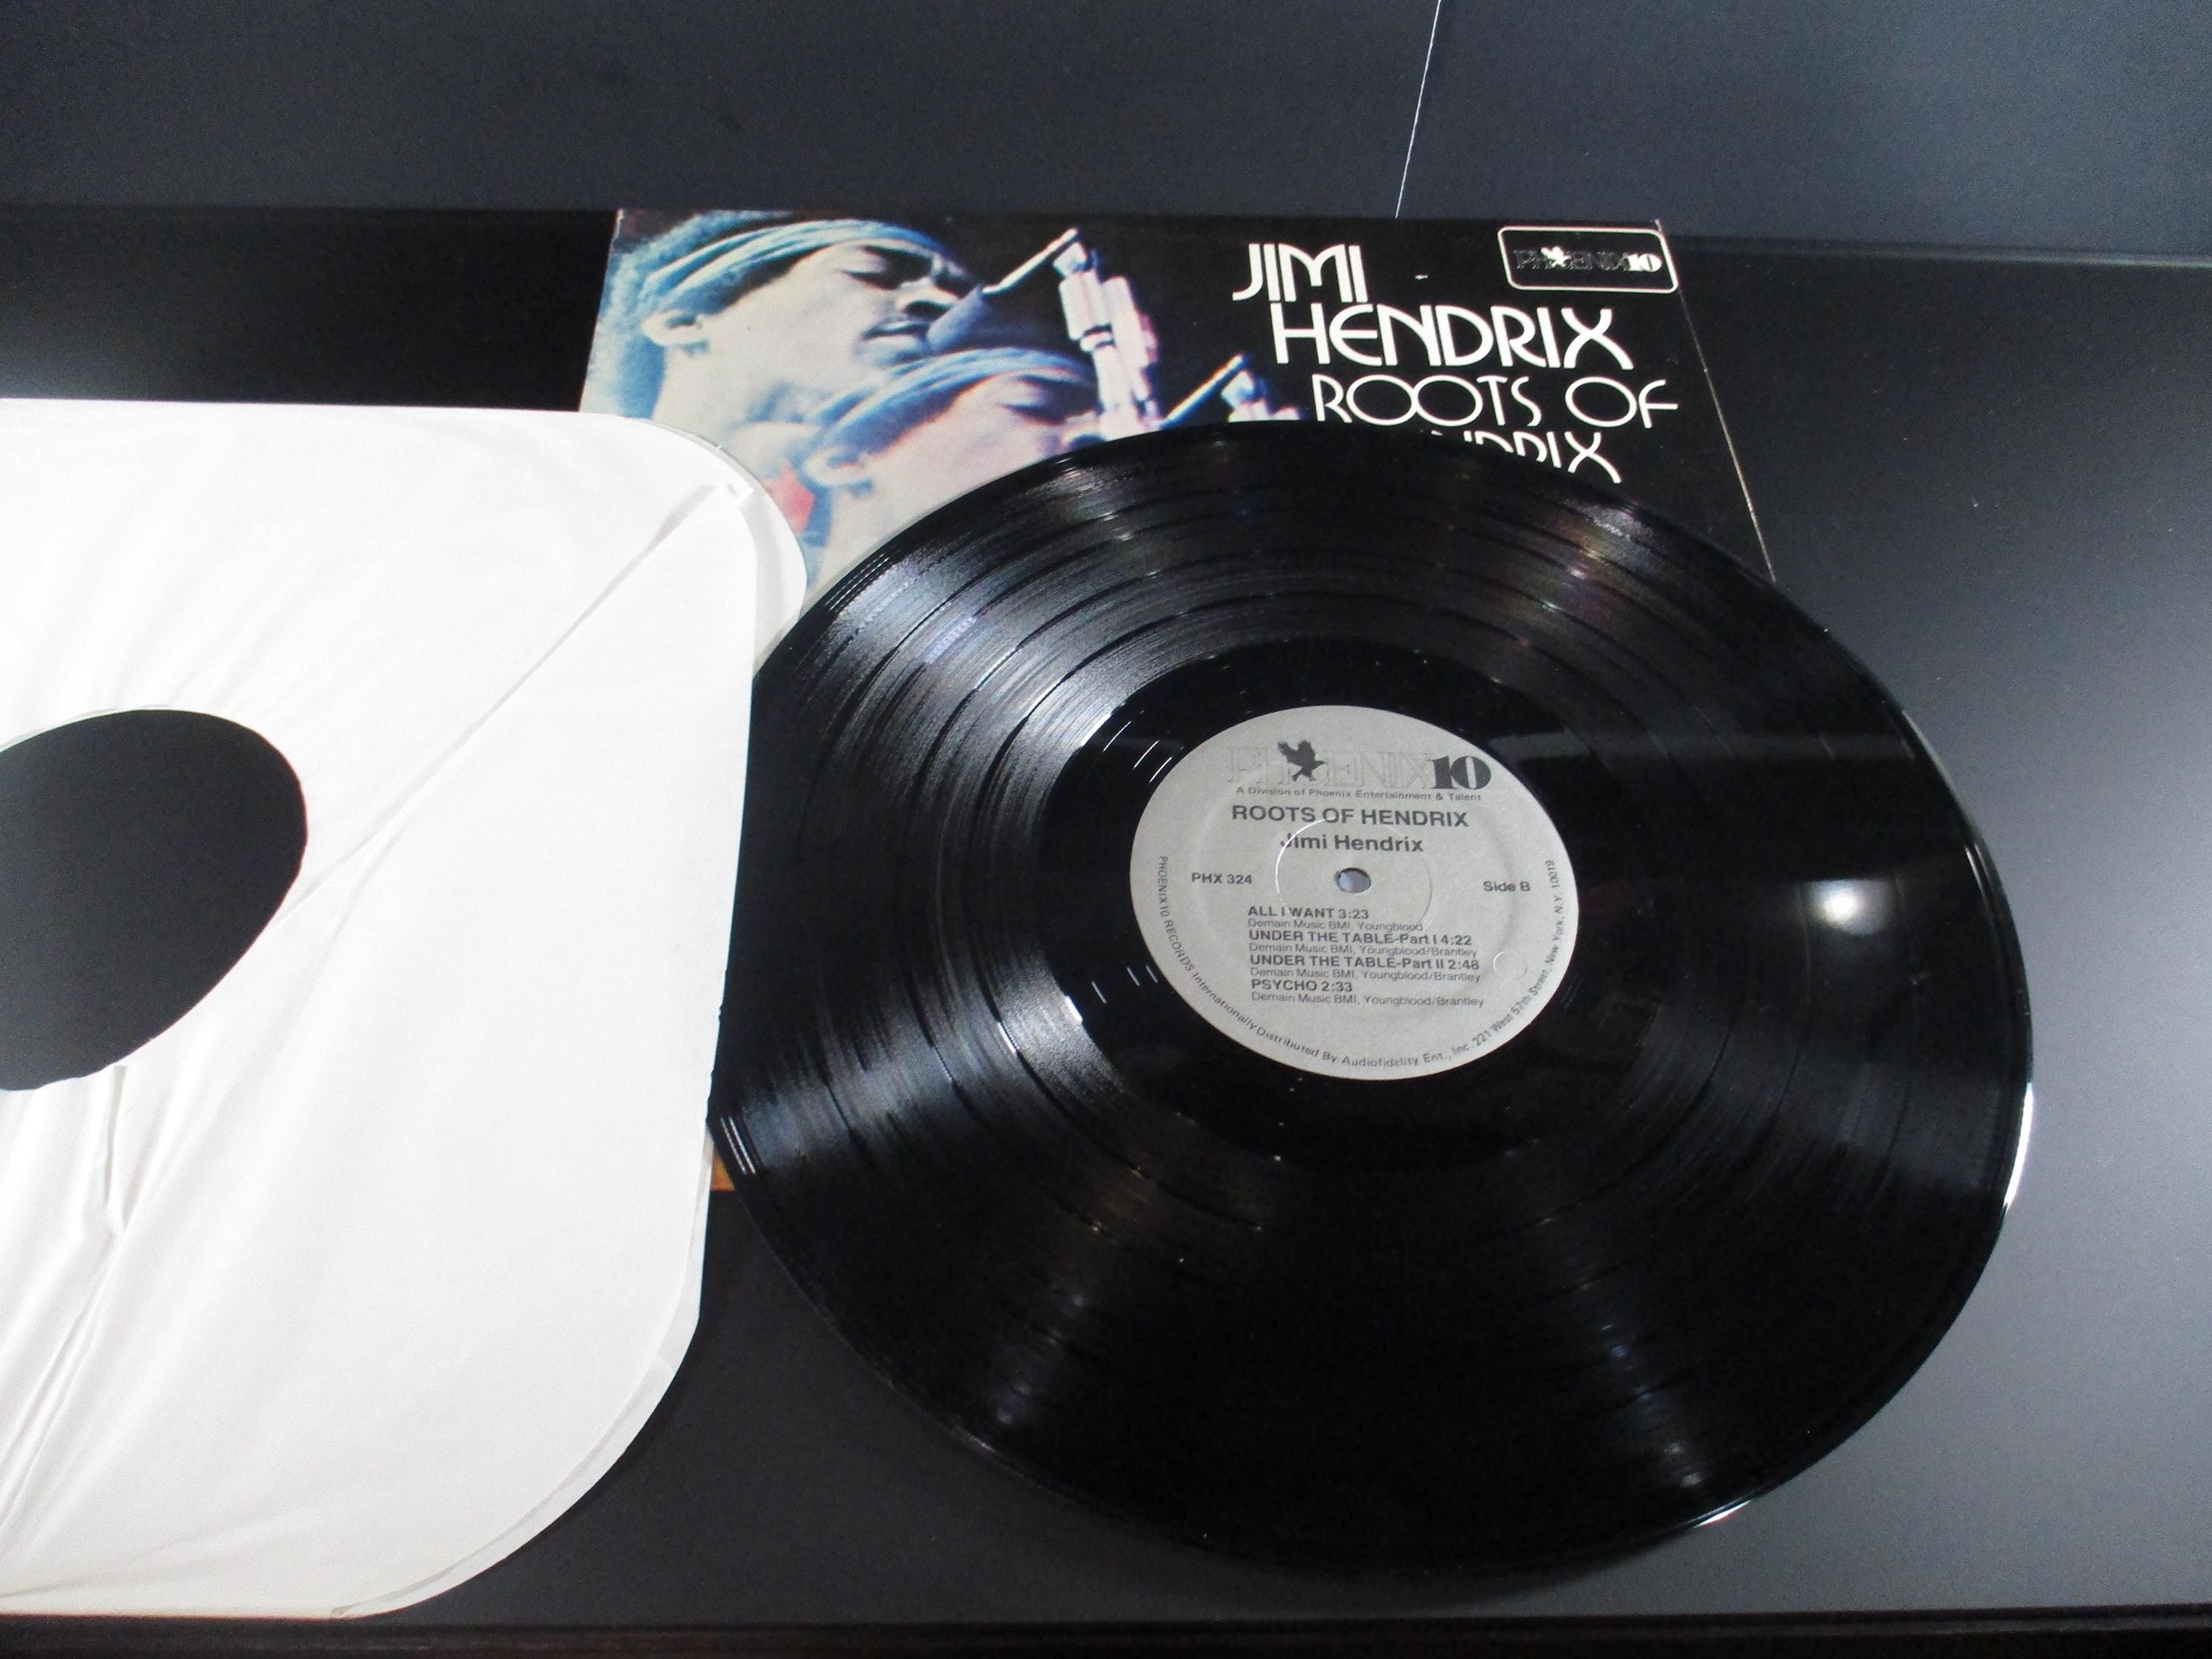 PHOENIX10
JIMI
HENDRIX
ROOTS OF
PHOENIX10
A Division of Phoenix Entertainment & Talent
ROOTS OF HENDRIX
Jimi Hendrix
PHX 324
Side B
ALL I WANT 3:23
Demain Music BMI, Youngblood
UNDER THE TABLE-Part I 4:22
Demain Music BMI, Youngblood/Brantley
UNDER THE TABLE-Part II 2:48
Demain Music BMI, Youngblood/Brantley
PSYCHO 2:33
Demain Music BMI, Youngblood/Brantley
PHOENIX 10 RECORDS Internationally Distributed By Audiofidelity Ent., Inc. 221 West 57th Street, New York, N.Y. 10019